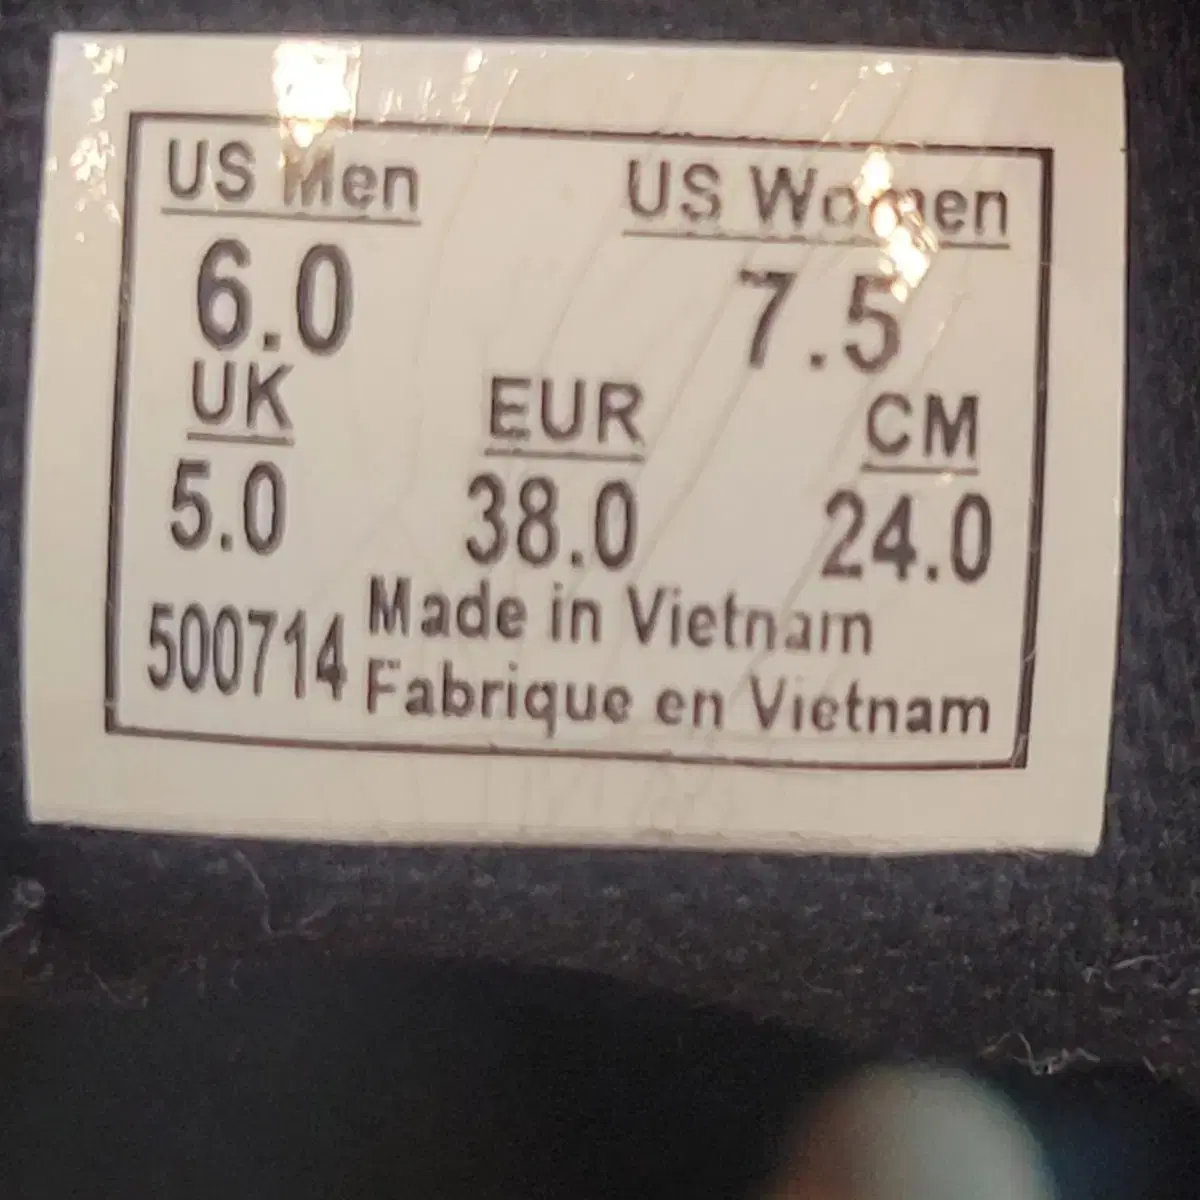 US Men US Women
6.0 7.5
UK EUR CM
5.0 38.0 24.0
500714 Made in Vietnam
Fabrique en Vietnam